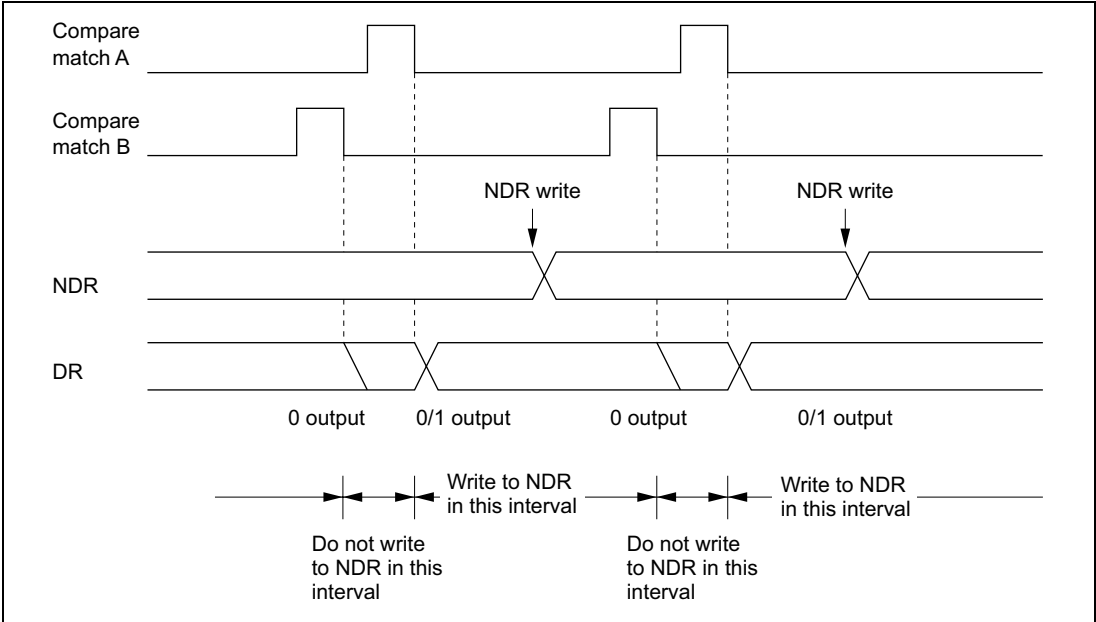 Compare
match A
Compare
match B
NDR write
NDR write
NDR
DR
0 output
0/1 output
0 output
0/1 output
Write to NDR
in this interval
Write to NDR
in this interval
Do not write
to NDR in this
interval
Do not write
to NDR in this
interval